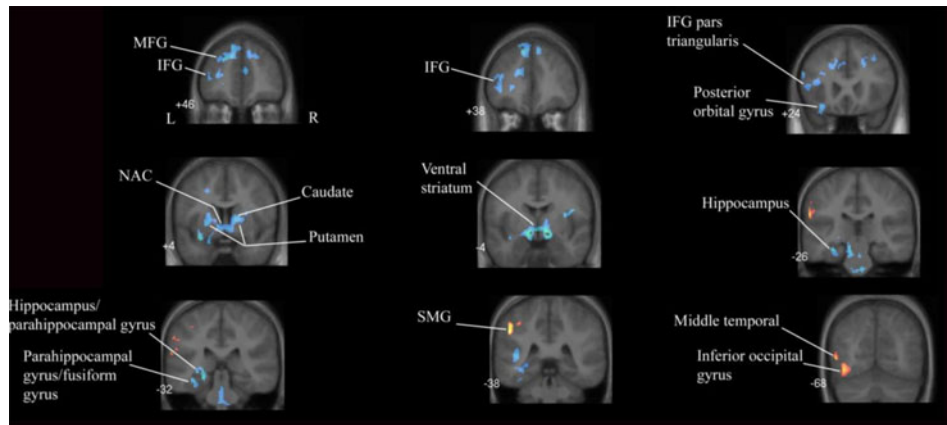 MFG
IFG
+46
L
R
IFG
+38
IFG pars
triangularis
Posterior
orbital gyrus
+24
NAC
Caudate
Putamen
+4
Ventral
striatum
-4
Hippocampus
-26
Hippocampus/
parahippocampal gyrus
Parahippocampal
gyrus/fusiform
gyrus
-32
SMG
-38
Middle temporal
Inferior occipital
gyrus
-68